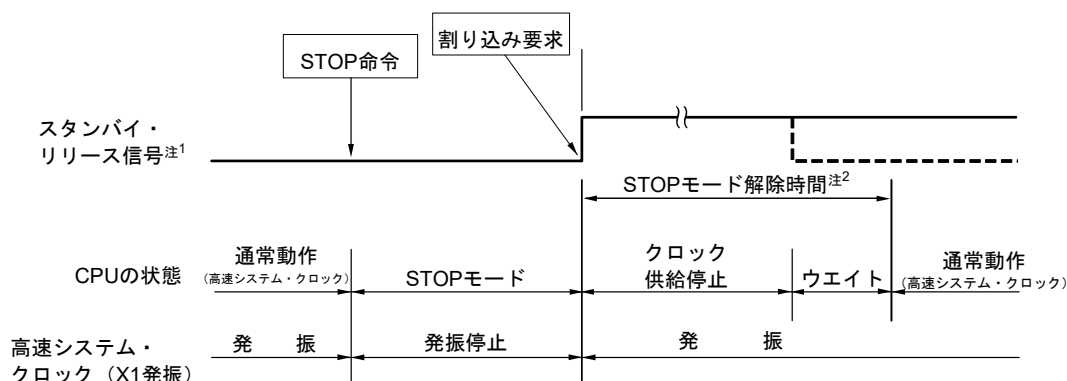 割り込み要求
STOP命令
スタンバイ・
リリース信号注1
STOPモード解除時間注2
CPUの状態
通常動作
(高速システム・クロック)
STOPモード
クロック
供給停止
ウエイト
通常動作
(高速システム・クロック)
高速システム・
クロック（X1発振）
発 振
発振停止
発 振